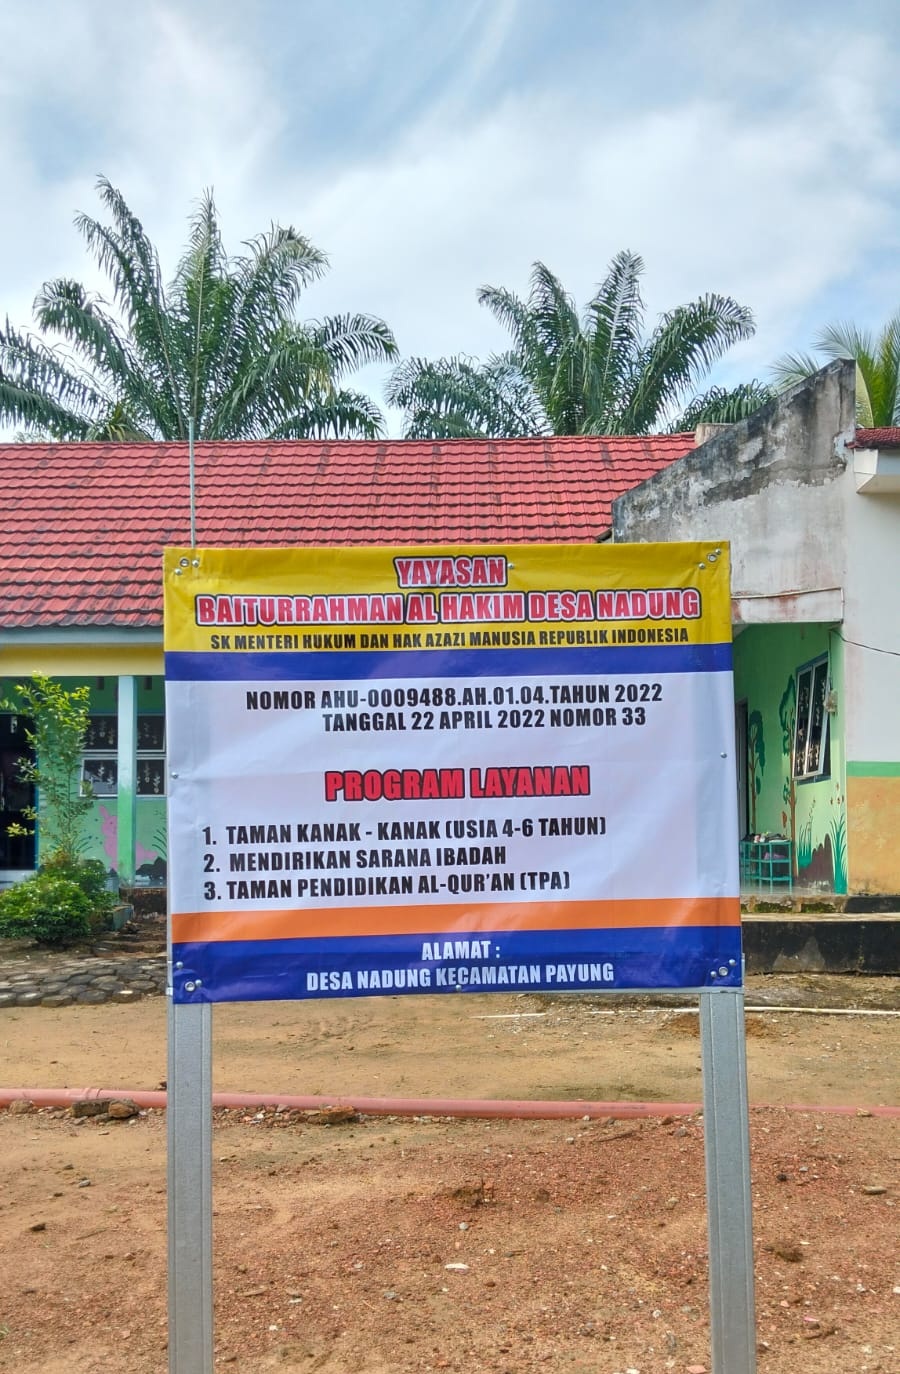 YAYASAN
BAITURRAHMAN AL HAKIM DESA NADUNG
SK MENTERI HUKUM DAN HAK AZAZI MANUSIA REPUBLIK INDONESIA
NOMOR AHU-0009488.AH.01.04.TAHUN 2022
TANGGAL 22 APRIL 2022 NOMOR 33
PROGRAM LAYANAN
1. TAMAN KANAK - KANAK (USIA 4-6 TAHUN)
2. MENDIRIKAN SARANA IBADAH
3. TAMAN PENDIDIKAN AL-QUR'AN (TPA)
ALAMAT :
DESA NADUNG KECAMATAN PAYUNG